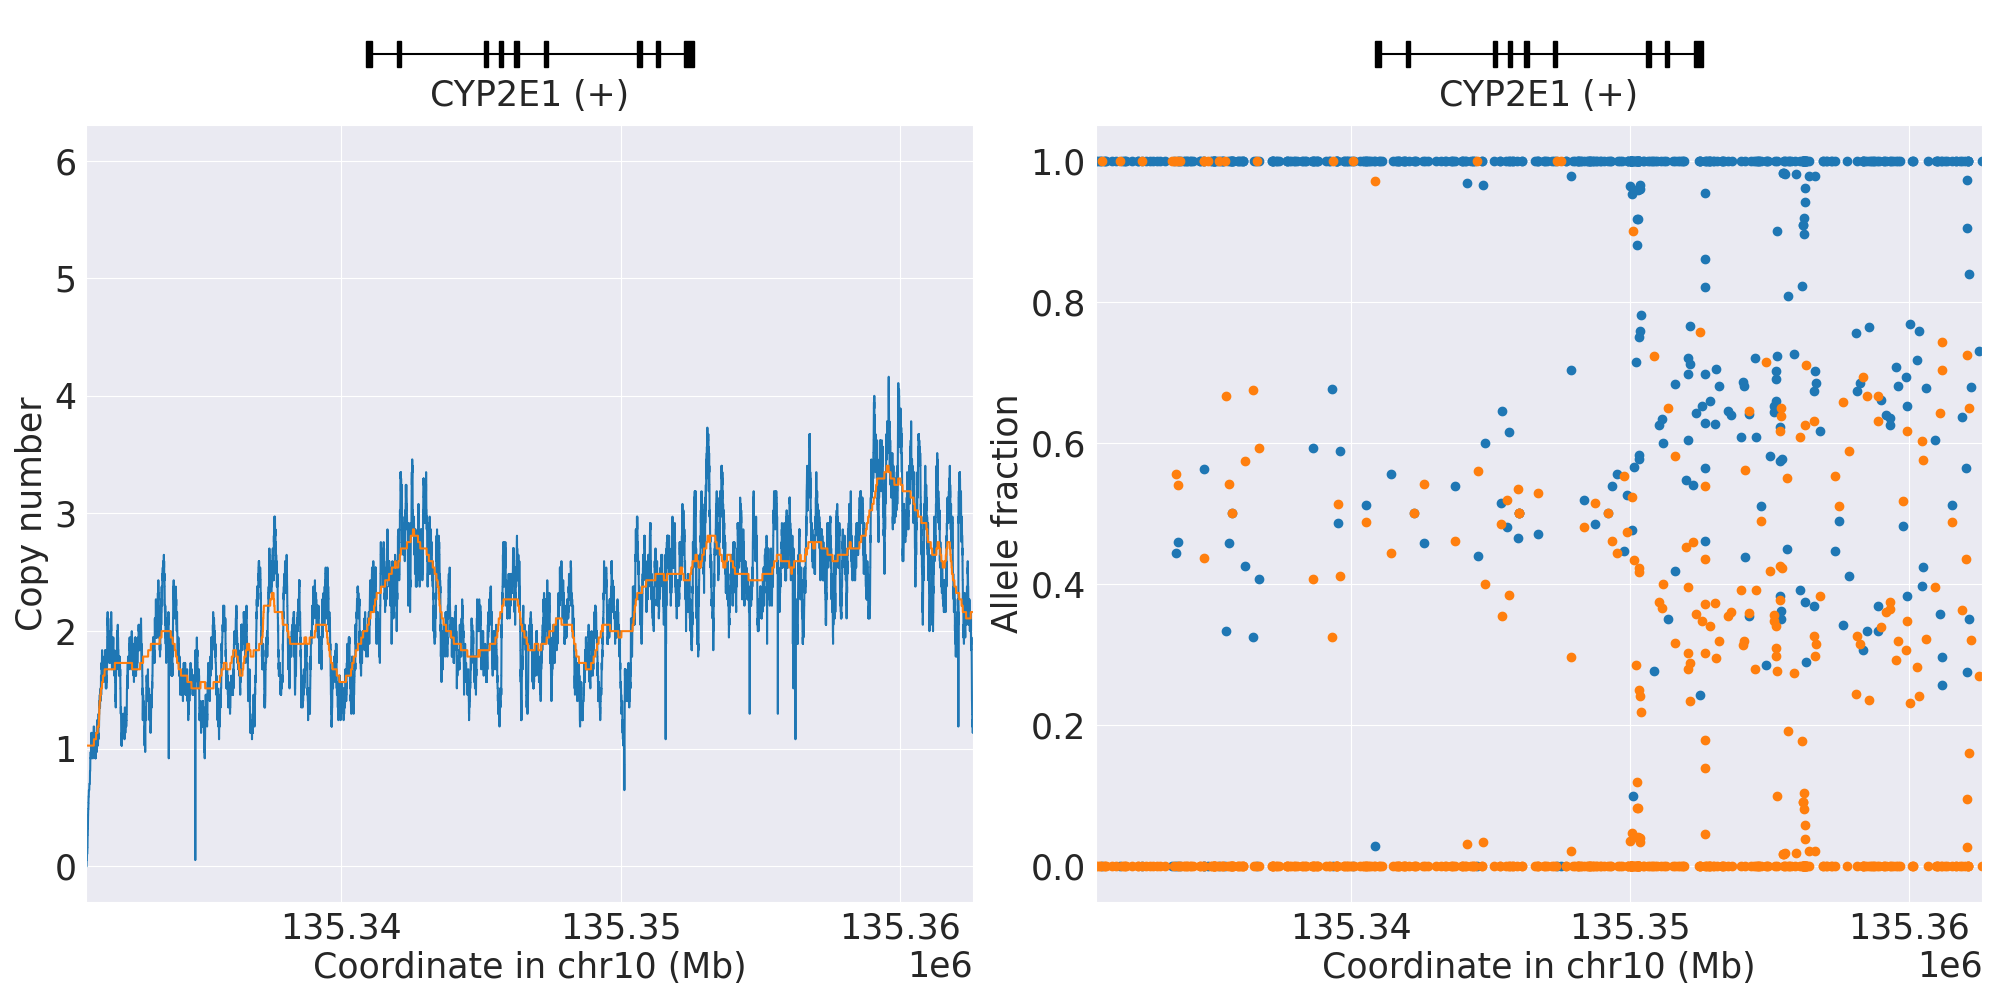 CYP2E1 (+)
6
5
4
3
2
1
0
Copy number
135.34
135.35
135.36
Coordinate in chr10 (Mb)
1e6
CYP2E1 (+)
1.0
0.8
0.6
0.4
0.2
0.0
Allele fraction
135.34
135.35
135.36
Coordinate in chr10 (Mb)
1e6